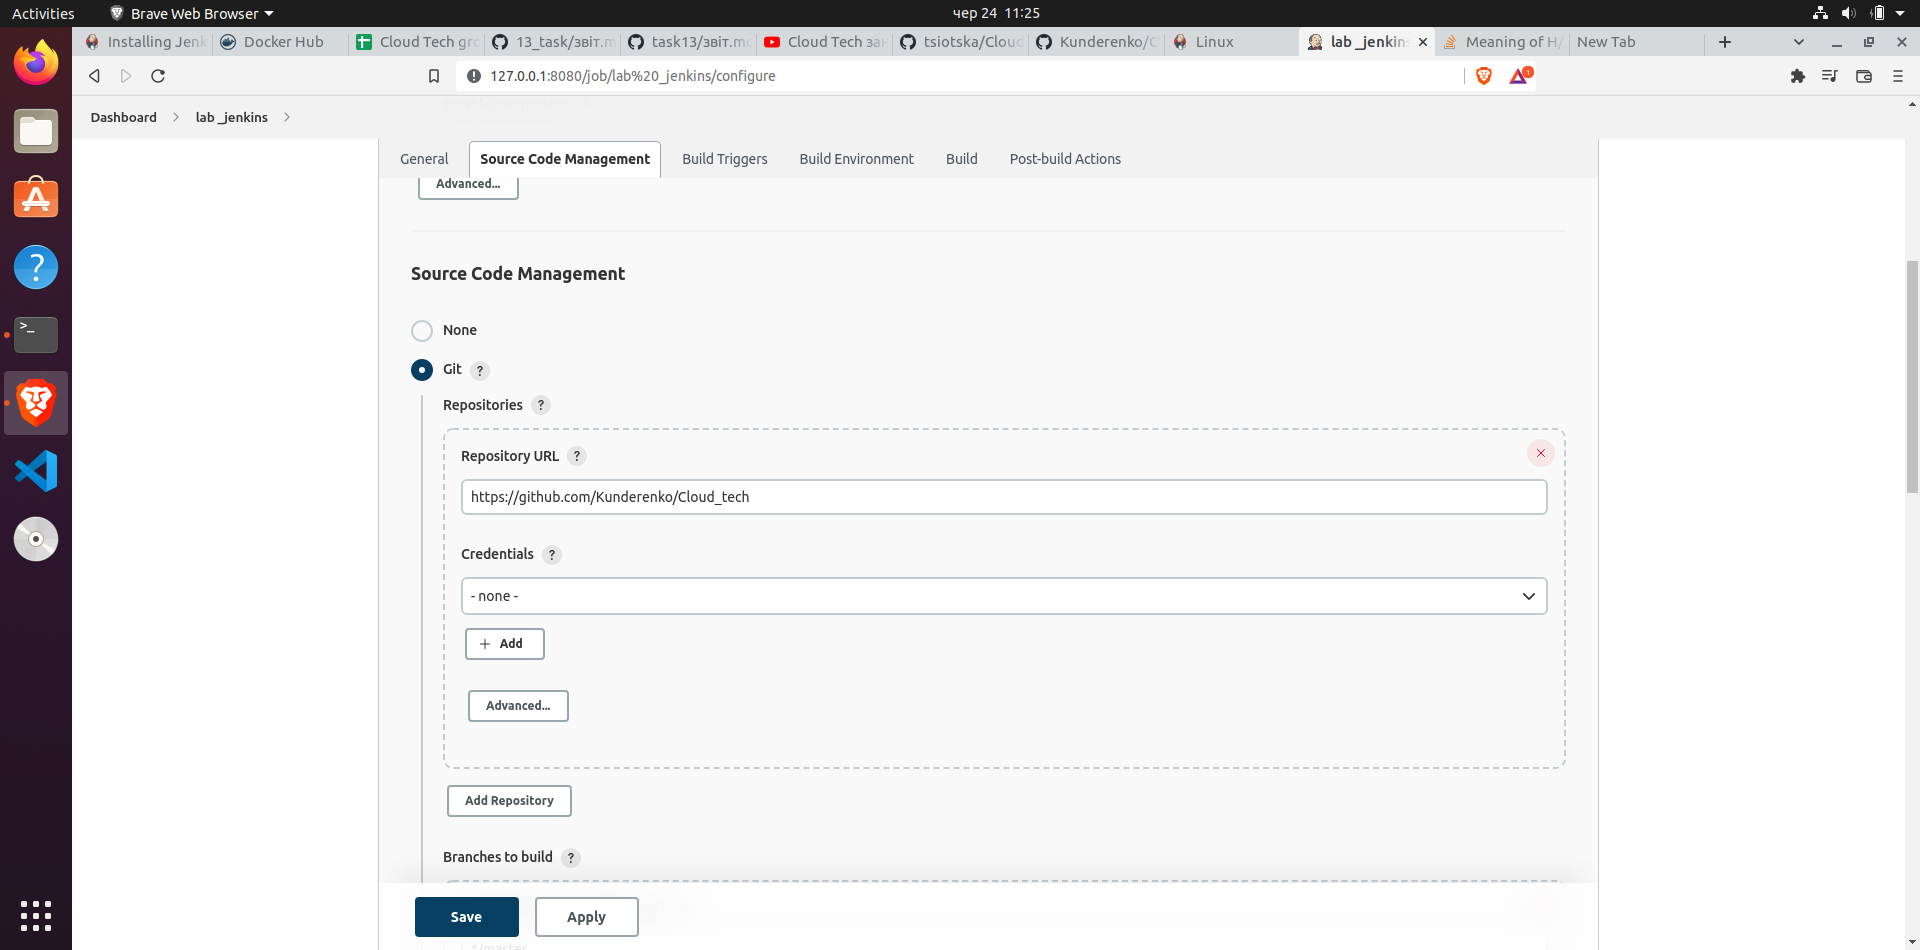 Activities
Brave Web Browser
чер 24 11:25
Installing Jenk
Docker Hub
Cloud Tech gr
13_task/звіт.m
task13/звіт.mc
Cloud Tech за
tsiotska/Cloud
Kunderenko/C
Linux
lab_jenkins
Meaning of H/
New Tab
127.0.0.1:8080/job/lab%20_jenkins/configure
1
Dashboard
lab _jenkins
General
Source Code Management
Build Triggers
Build Environment
Build
Post-build Actions
Advanced...
Source Code Management
None
Git ?
Repositories ?
Repository URL ?
https://github.com/Kunderenko/Cloud_tech
Credentials ?
- none -
Add
Advanced...
Add Repository
Branches to build ?
Save
Apply
*/master